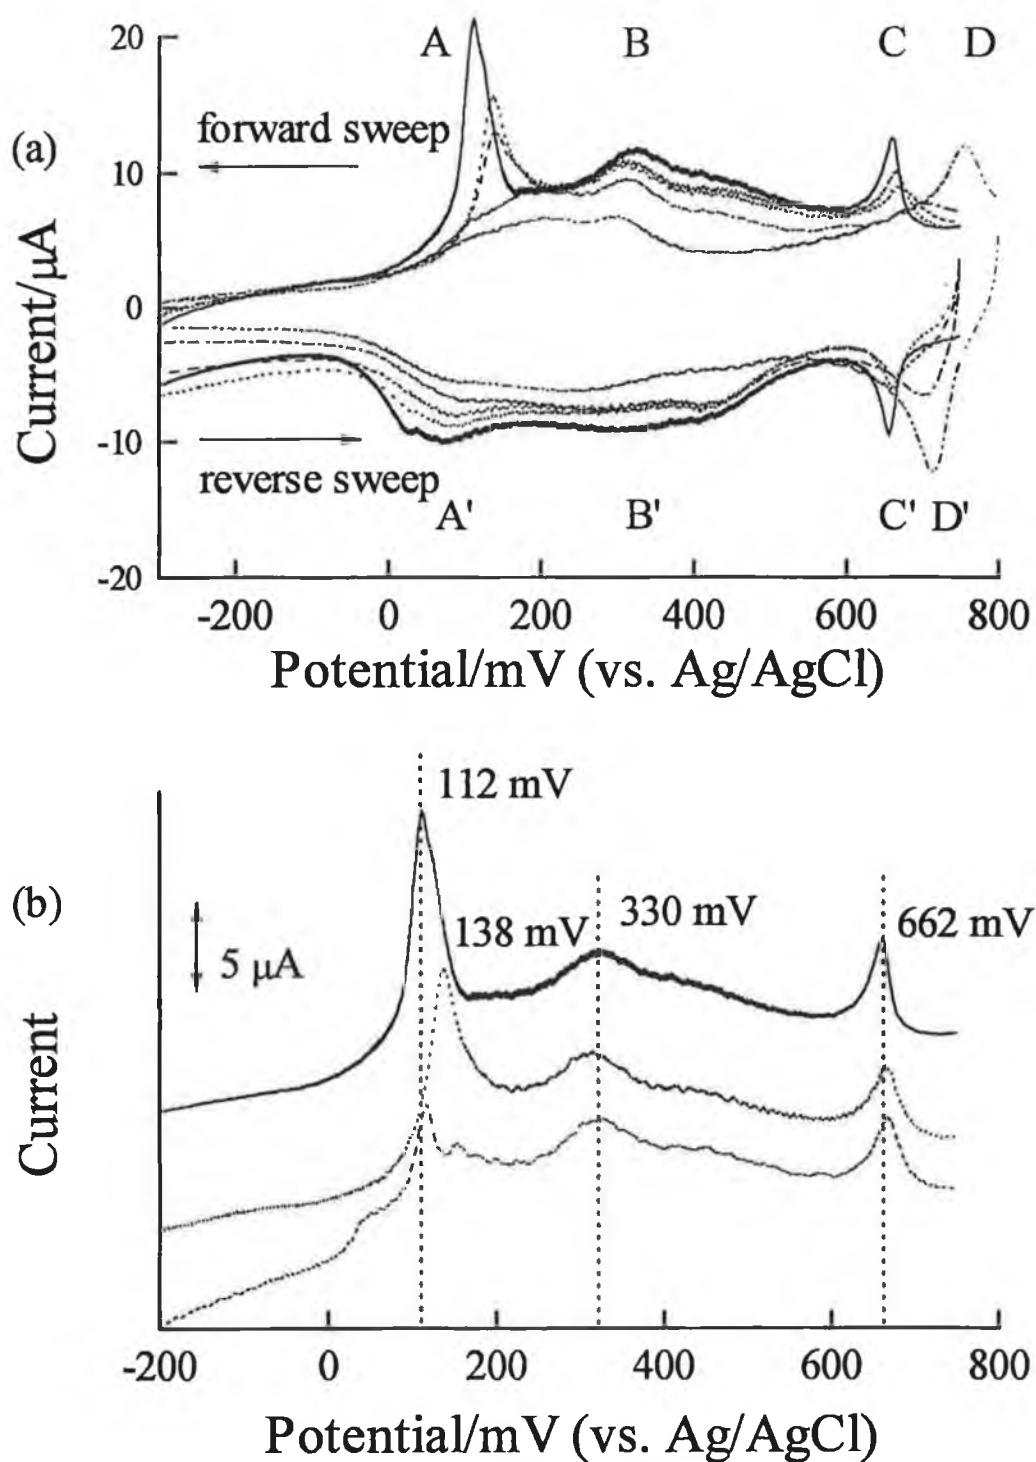 (a)
A B C D
20
10
0
-10
-20
forward sweep
reverse sweep
A' B' C' D'
Current/μA
-200 0 200 400 600 800
Potential/mV (vs. Ag/AgCl)
(b)
112 mV
138 mV
330 mV
662 mV
5 μA
Current
-200 0 200 400 600 800
Potential/mV (vs. Ag/AgCl)